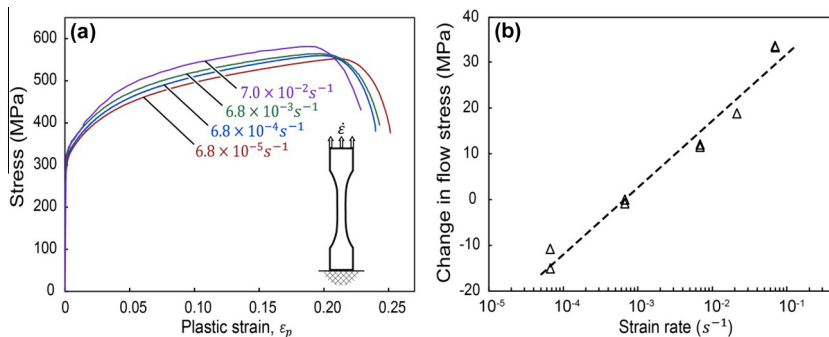 (a)
Stress (MPa)
600
500
400
300
200
100
0
7.0 × 10⁻²s⁻¹
6.8 × 10⁻³s⁻¹
6.8 × 10⁻⁴s⁻¹
6.8 × 10⁻⁵s⁻¹
ε̇
0 0.05 0.10 0.15 0.20 0.25
Plastic strain, εₚ
(b)
Change in flow stress (MPa)
40
30
20
10
0
-10
-20
10⁻⁵ 10⁻⁴ 10⁻³ 10⁻² 10⁻¹
Strain rate (s⁻¹)